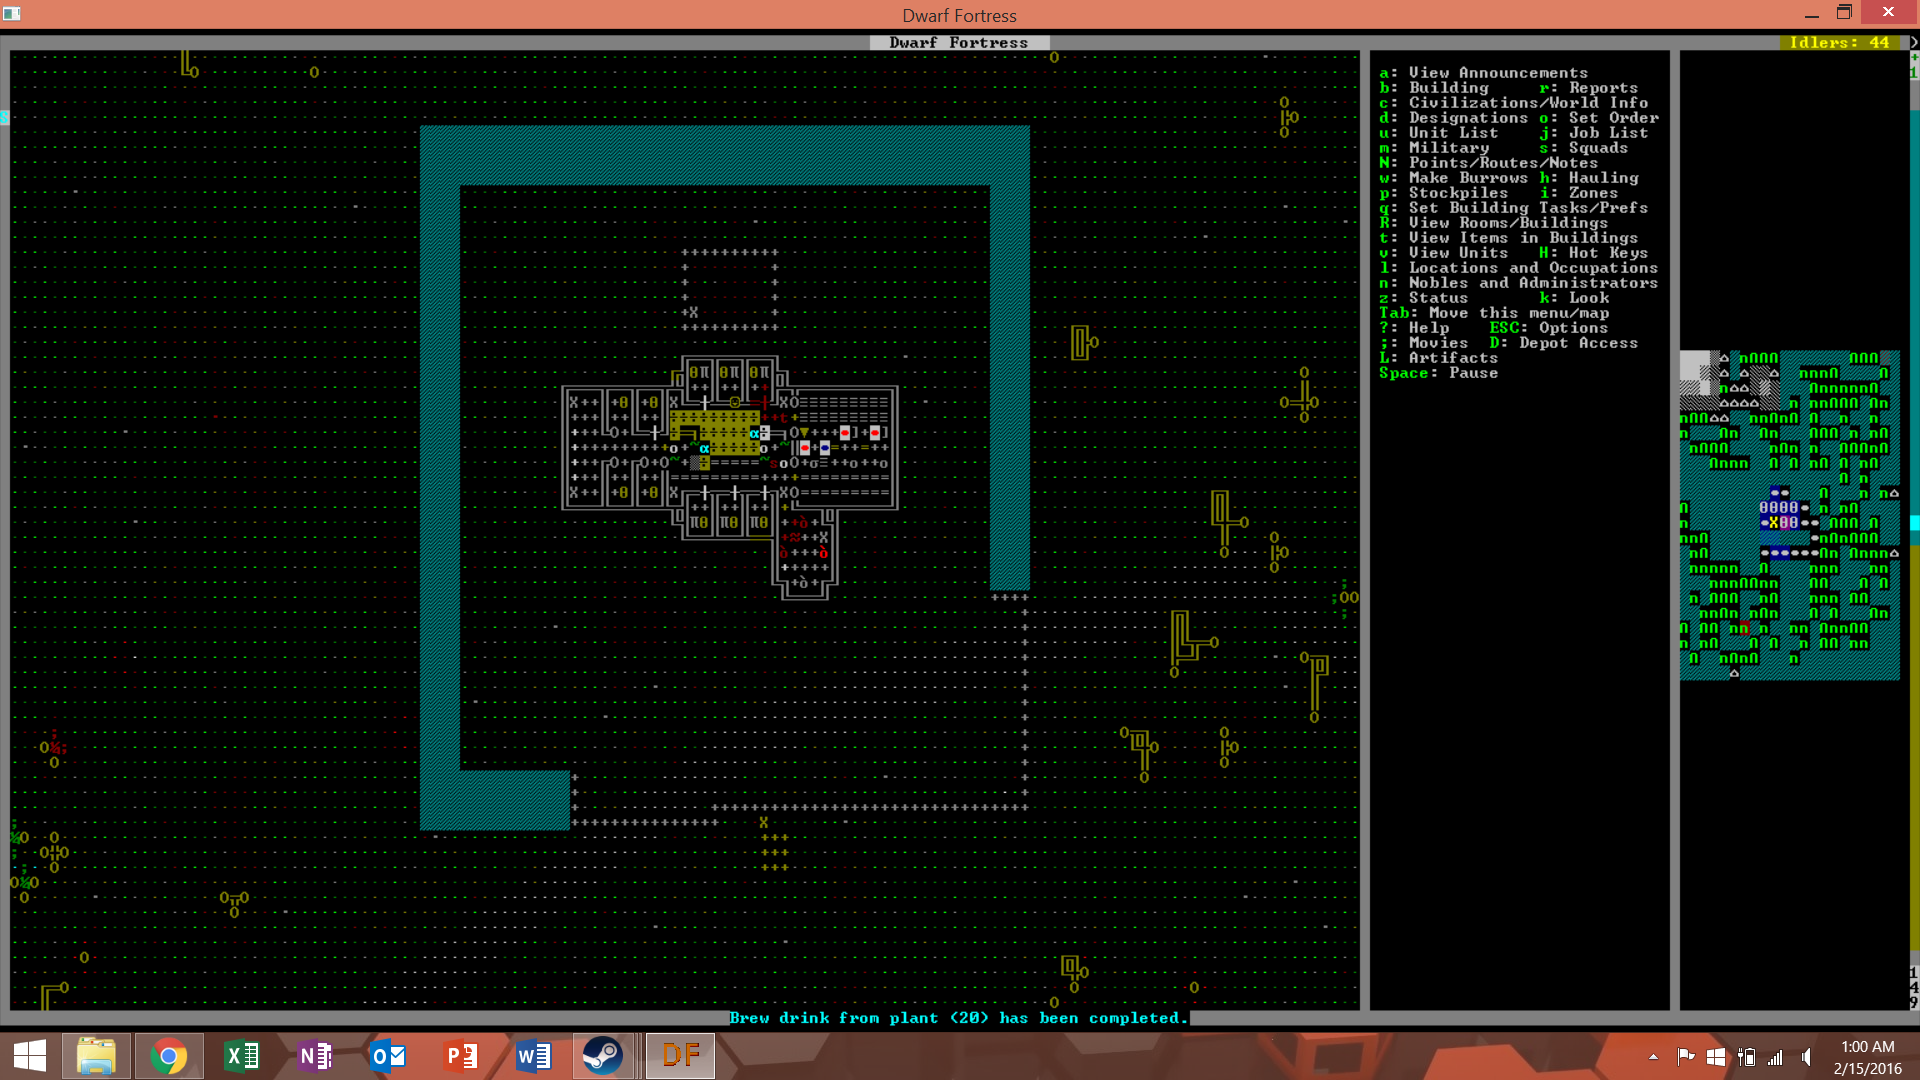 Dwarf Fortress
Dwarf Fortress
Idlers: 44
a: View Announcements
b: Building r: Reports
c: Civilizations/World Info
d: Designations o: Set Order
u: Unit List j: Job List
m: Military s: Squads
N: Points/Routes/Notes
w: Make Burrows h: Hauling
p: Stockpiles i: Zones
q: Set Building Tasks/Prefs
R: View Rooms/Buildings
t: View Items in Buildings
v: View Units H: Hot Keys
l: Locations and Occupations
n: Nobles and Administrators
z: Status k: Look
Tab: Move this menu/map
?: Help ESC: Options
;: Movies D: Depot Access
L: Artifacts
Space: Pause
Brew drink from plant (20) has been completed.
DF
1:00 AM
2/15/2016